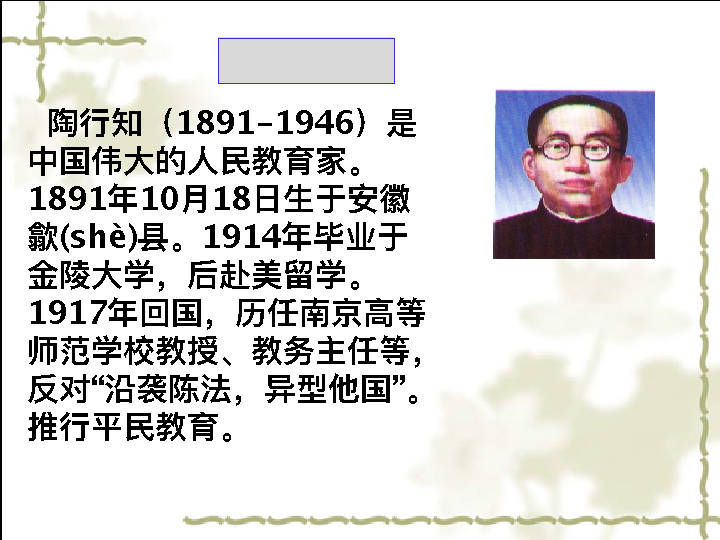 陶行知（1891-1946）是
中国伟大的人民教育家。
1891年10月18日生于安徽
歙(shè)县。1914年毕业于
金陵大学，后赴美留学。
1917年回国，历任南京高等
师范学校教授、教务主任等，
反对“沿袭陈法，异型他国”。
推行平民教育。